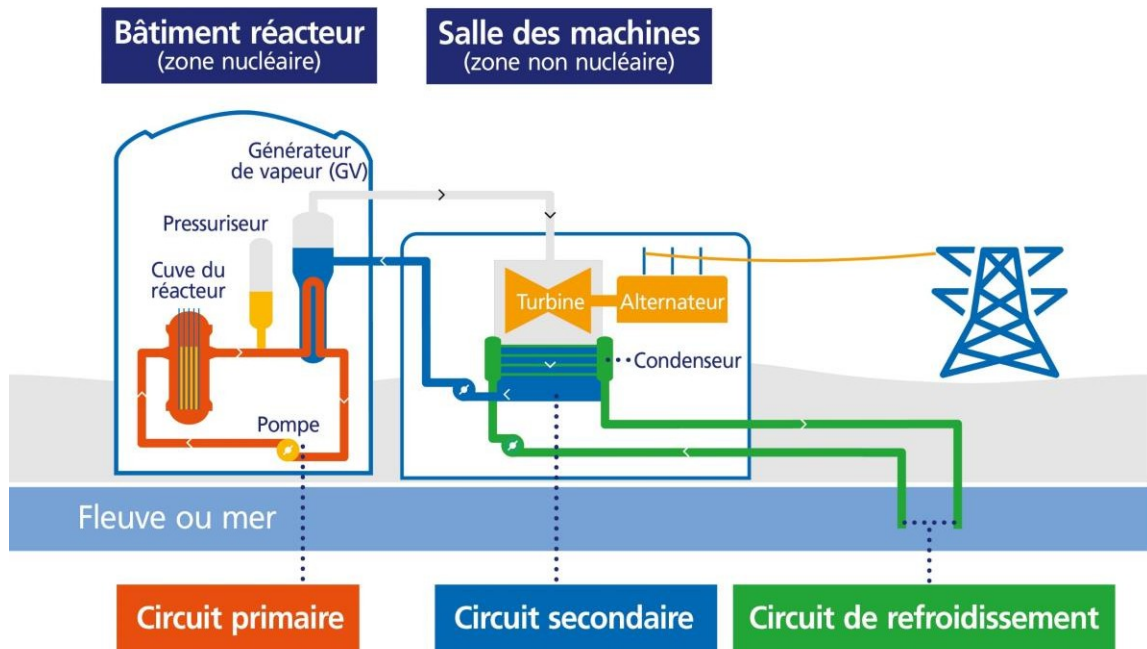 Bâtiment réacteur
(zone nucléaire)
Salle des machines
(zone non nucléaire)
Générateur
de vapeur (GV)
Pressuriseur
Cuve du
réacteur
Turbine
Alternateur
Condenseur
Pompe
Fleuve ou mer
Circuit primaire
Circuit secondaire
Circuit de refroidissement